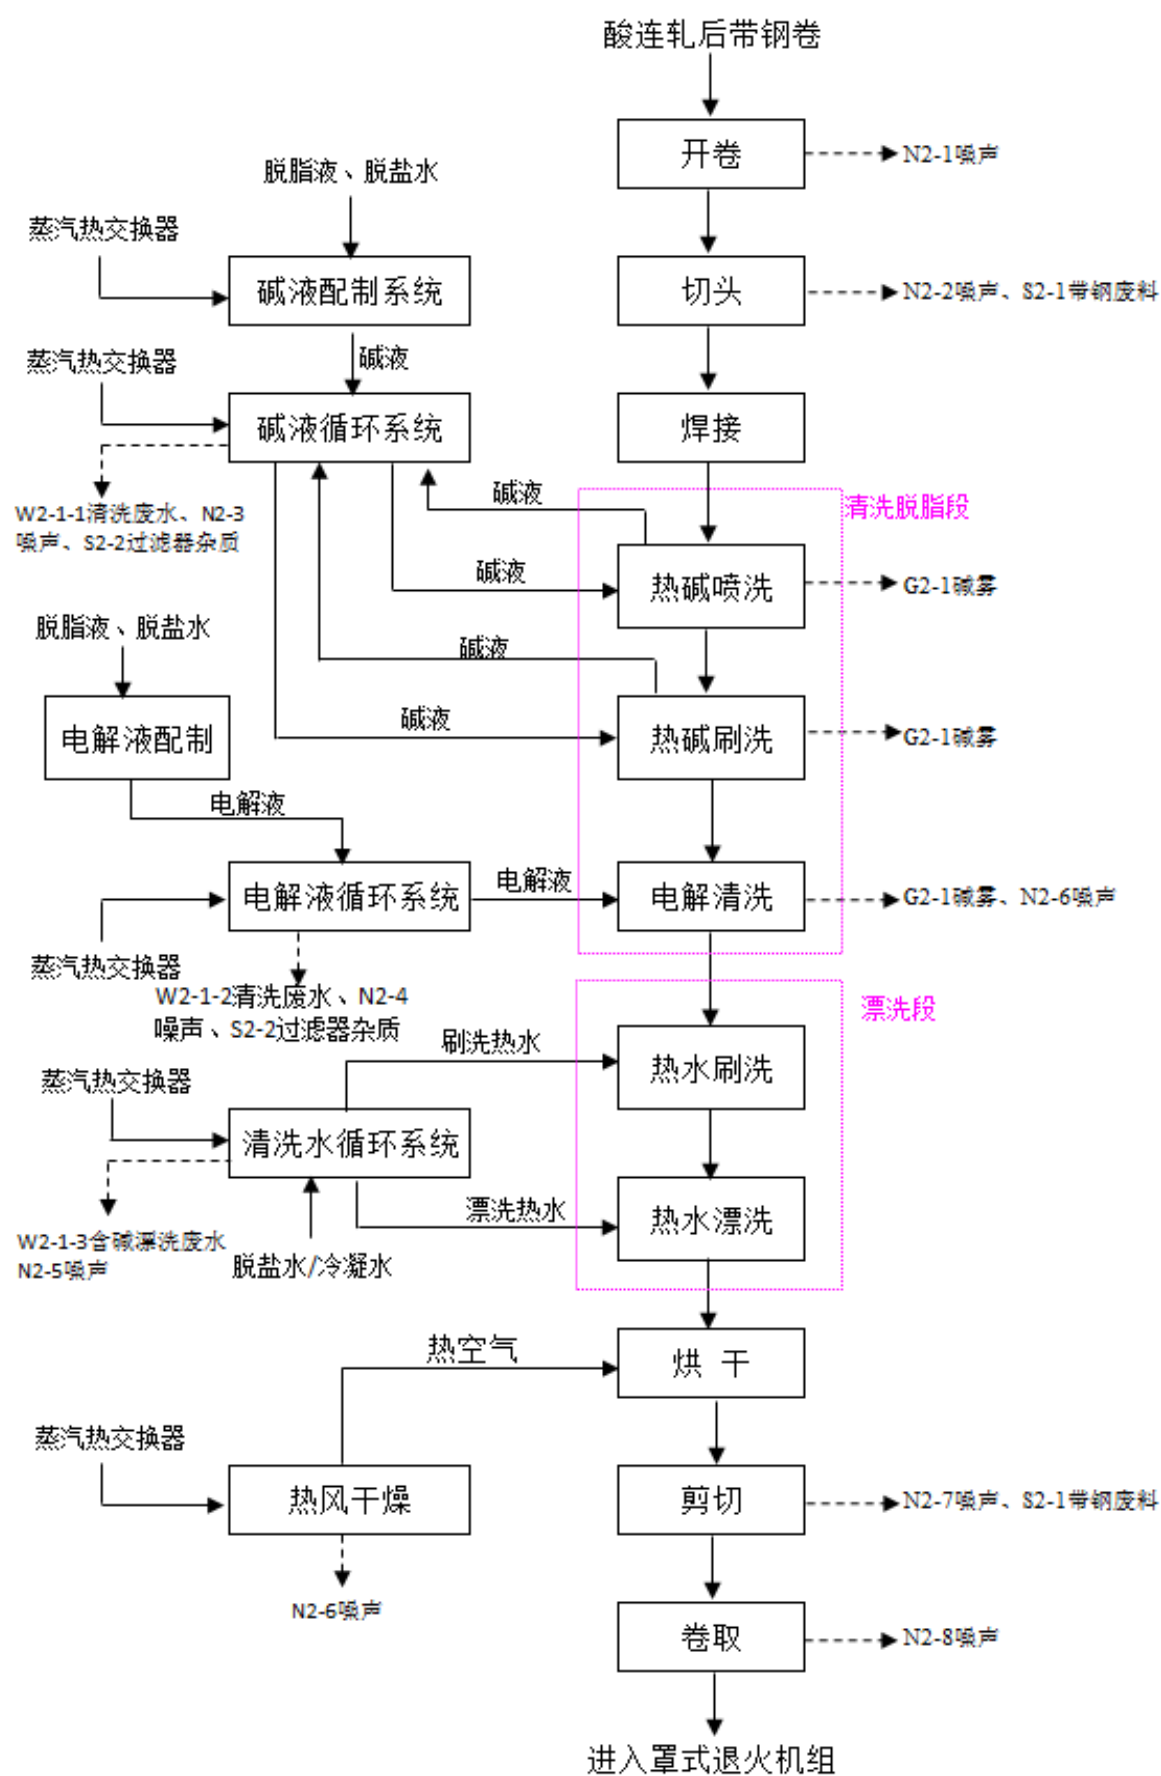 酸连轧后带钢卷
开卷
N2-1噪声
脱脂液、脱盐水
蒸汽热交换器
碱液配制系统
切头
N2-2噪声、S2-1带钢废料
碱液
蒸汽热交换器
碱液循环系统
焊接
碱液
清洗脱脂段
W2-1-1清洗废水、N2-3
噪声、S2-2过滤器杂质
碱液
热碱喷洗
G2-1碱雾
脱脂液、脱盐水
碱液
碱液
电解液配制
热碱刷洗
G2-1碱雾
电解液
电解液循环系统
电解液
电解清洗
G2-1碱雾、N2-6噪声
蒸汽热交换器
W2-1-2清洗废水、N2-4
噪声、S2-2过滤器杂质
漂洗段
刷洗热水
热水刷洗
蒸汽热交换器
清洗水循环系统
漂洗热水
热水漂洗
W2-1-3含碱漂洗废水
N2-5噪声
脱盐水/冷凝水
热空气
烘 干
蒸汽热交换器
热风干燥
剪切
N2-7噪声、S2-1带钢废料
N2-6噪声
卷取
N2-8噪声
进入罩式退火机组